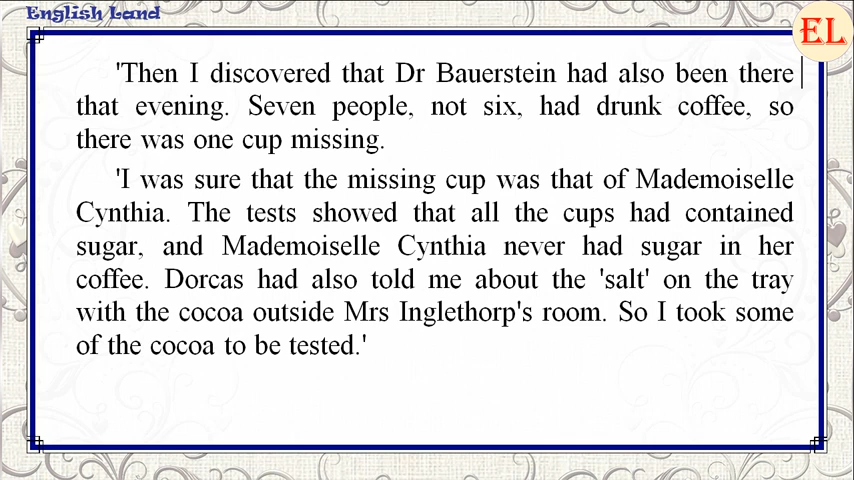 English Land
EL
'Then I discovered that Dr Bauerstein had also been there
that evening. Seven people, not six, had drunk coffee, so
there was one cup missing.
'I was sure that the missing cup was that of Mademoiselle
Cynthia. The tests showed that all the cups had contained
sugar, and Mademoiselle Cynthia never had sugar in her
coffee. Dorcas had also told me about the 'salt' on the tray
with the cocoa outside Mrs Inglethorp's room. So I took some
of the cocoa to be tested.'